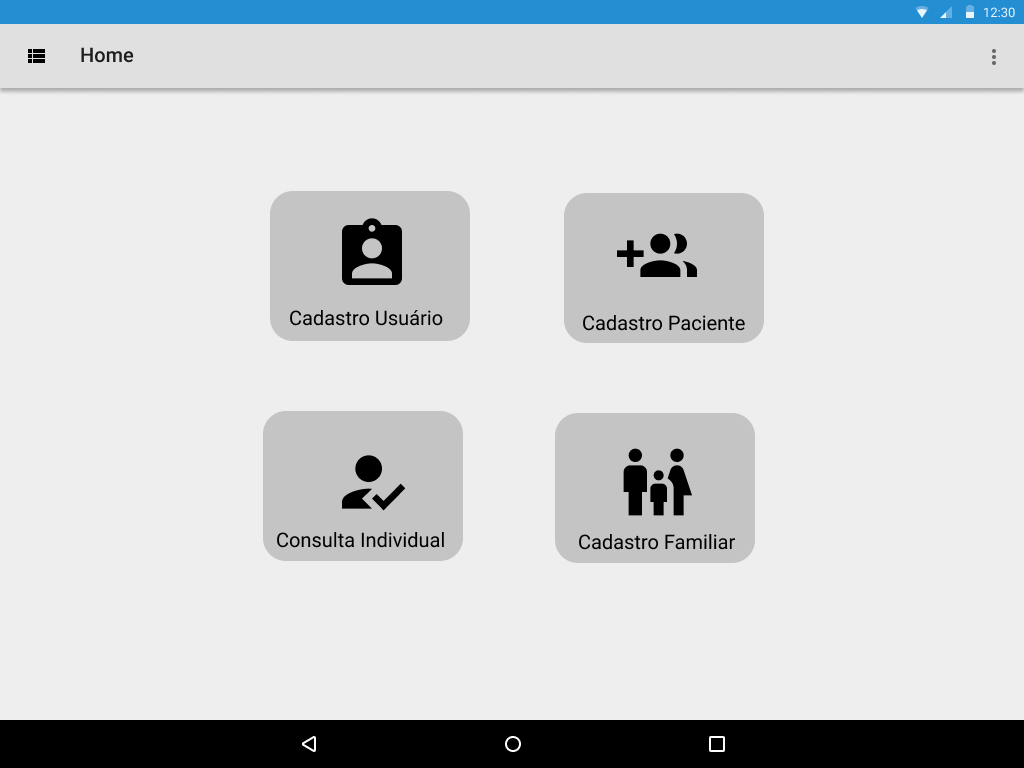 12:30
Home
Cadastro Usuário
Cadastro Paciente
Consulta Individual
Cadastro Familiar